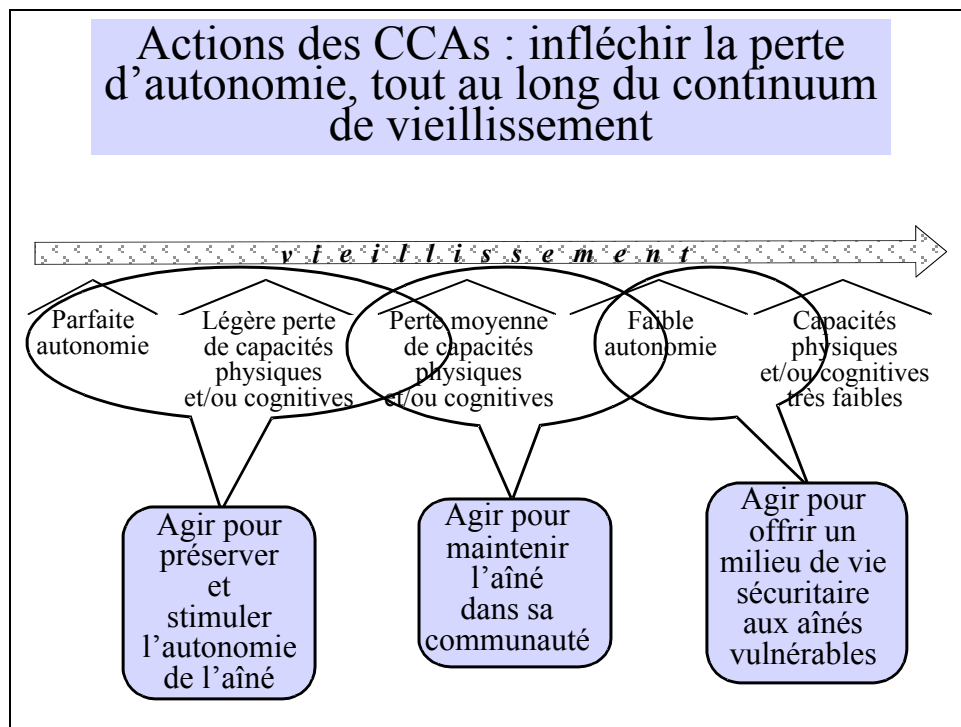 Actions des CCAs : infléchir la perte
d’autonomie, tout au long du continuum
de vieillissement
vieillissement
Parfaite
autonomie
Légère perte
de capacités
physiques
et/ou cognitives
Perte moyenne
de capacités
physiques
et/ou cognitives
Faible
autonomie
Capacités
physiques
et/ou cognitives
très faibles
Agir pour
préserver
et
stimuler
l’autonomie
de l’aîné
Agir pour
maintenir
l’aîné
dans sa
communauté
Agir pour
offrir un
milieu de vie
sécuritaire
aux aînés
vulnérables